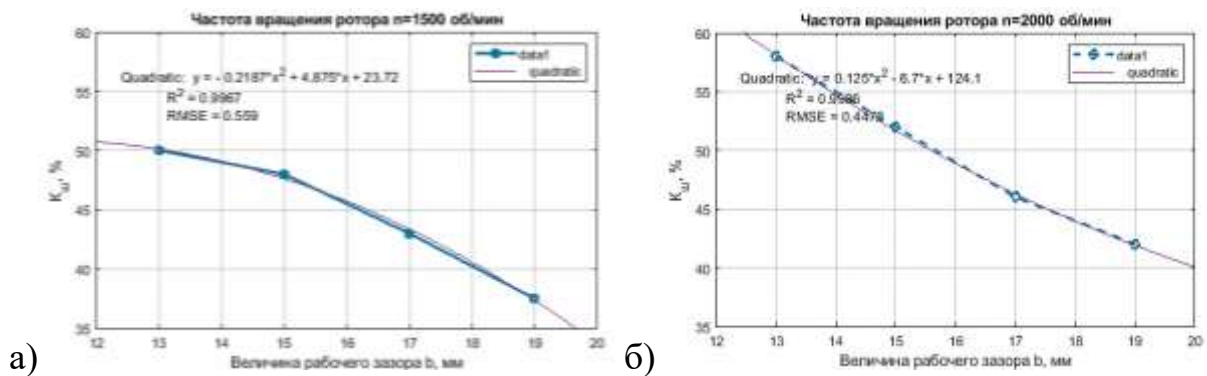 Частота вращения ротора n=1500 об/мин
60
55
50
45
40
35
K_ш, %
data1
quadratic
Quadratic: y = - 0.2187*x^2 + 4.875*x + 23.72
R^2 = 0.9967
RMSE = 0.559
12 13 14 15 16 17 18 19 20
Величина рабочего зазора b, мм
а)
Частота вращения ротора n=2000 об/мин
60
55
50
45
40
35
K_ш, %
data1
quadratic
Quadratic: y = 0.125*x^2 - 6.7*x + 124.1
R^2 = 0.9986
RMSE = 0.4472
12 13 14 15 16 17 18 19 20
Величина рабочего зазора b, мм
б)